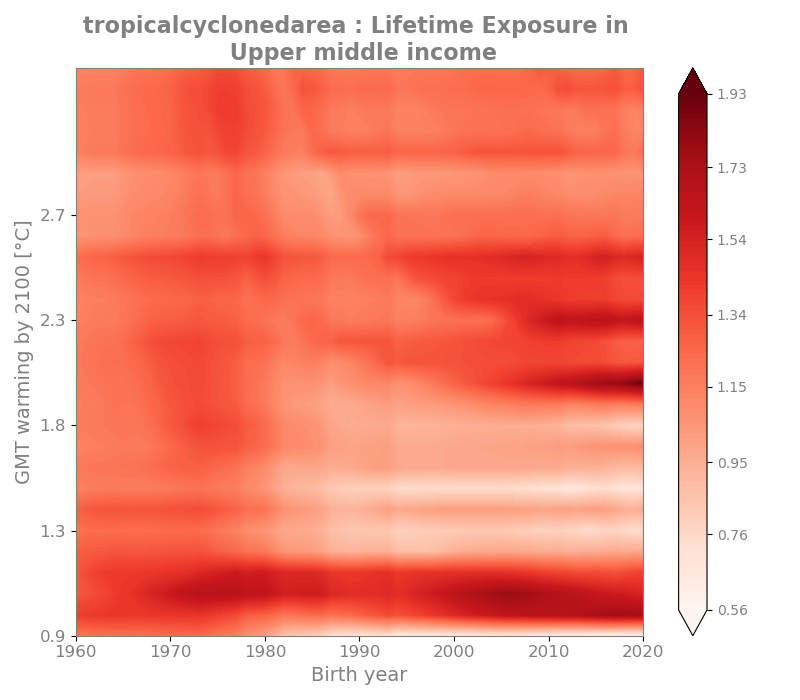 tropicalcyclonedarea : Lifetime Exposure in
Upper middle income
GMT warming by 2100 [°C]
2.7
2.3
1.8
1.3
0.9
1960 1970 1980 1990 2000 2010 2020
Birth year
1.93
1.73
1.54
1.34
1.15
0.95
0.76
0.56